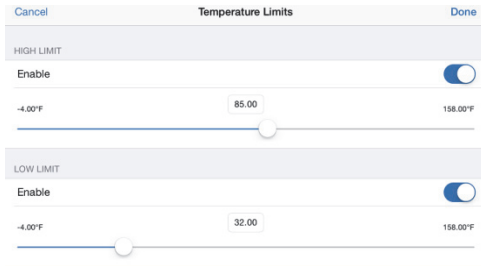 Cancel Temperature Limits Done
HIGH LIMIT
Enable
-4.00°F 85.00 158.00°F
LOW LIMIT
Enable
-4.00°F 32.00 158.00°F